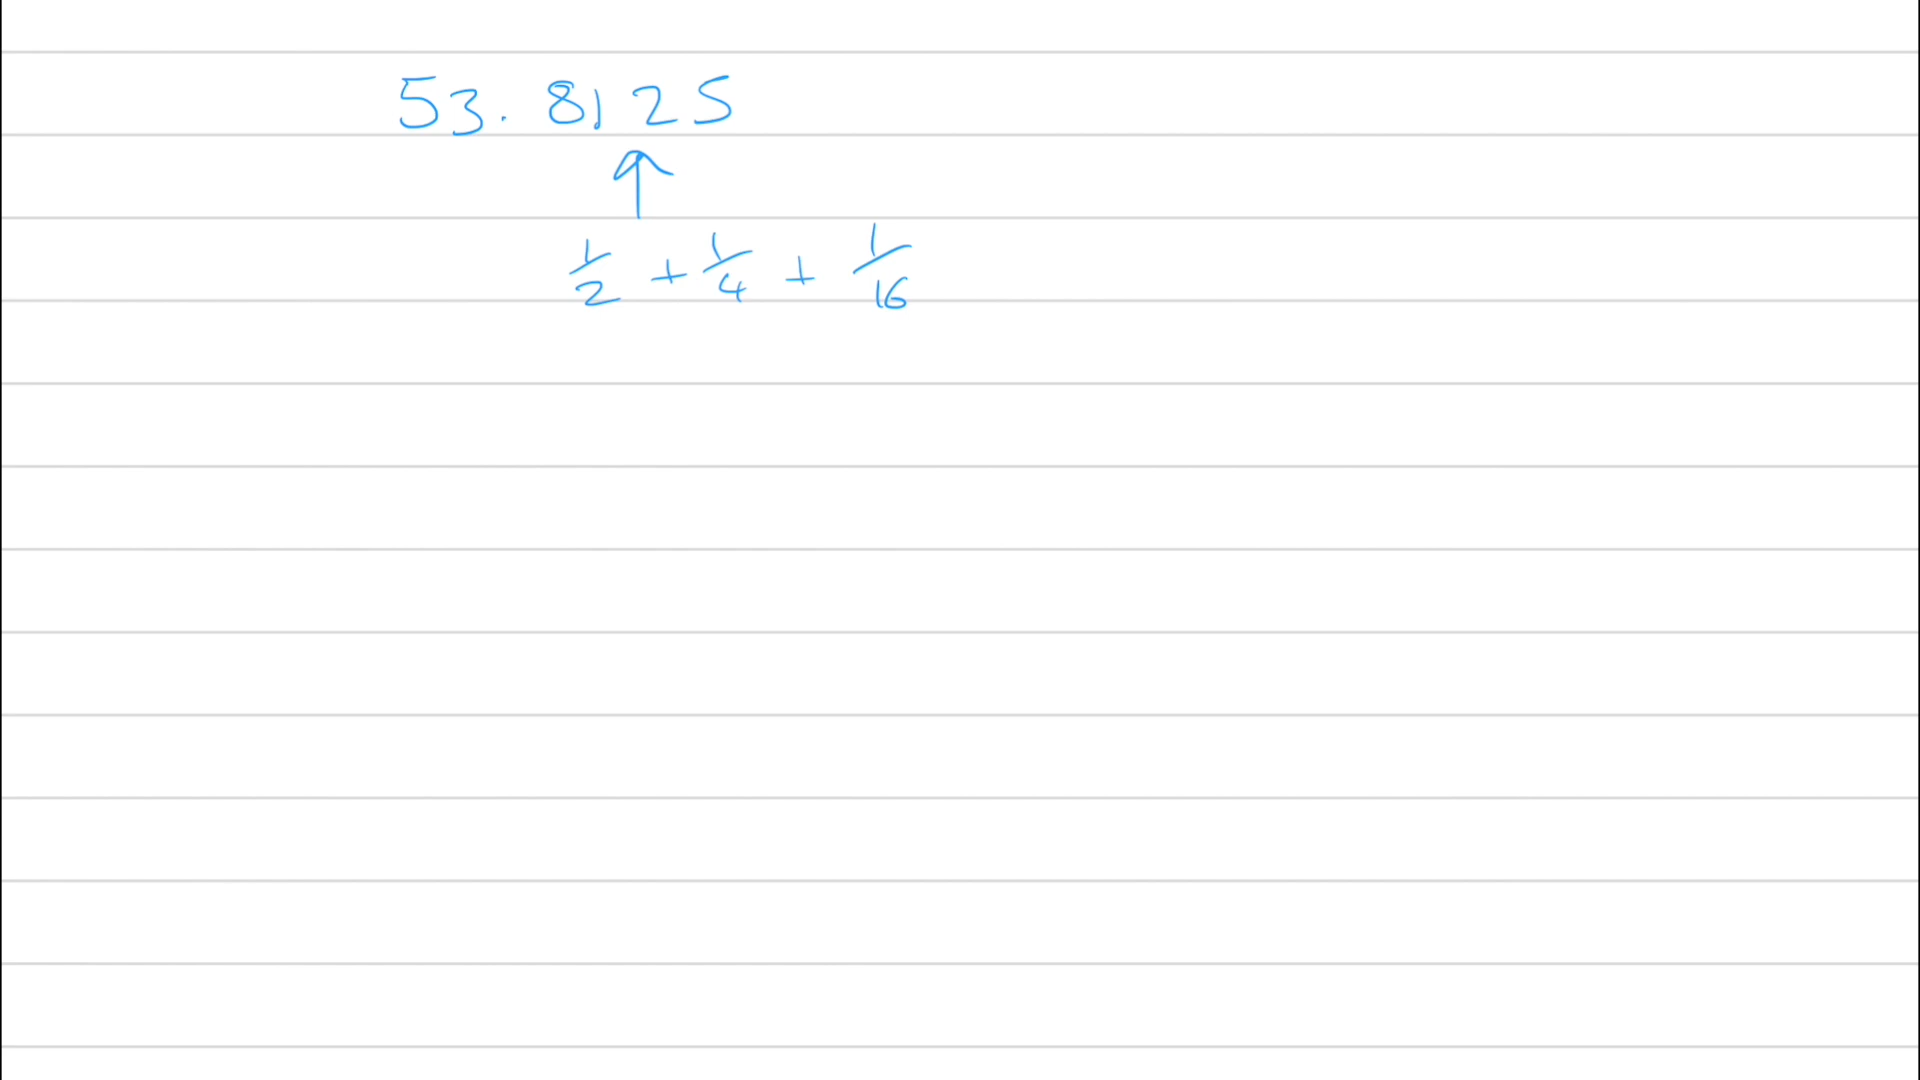 53.8125
↑
1/2 + 1/4 + 1/16